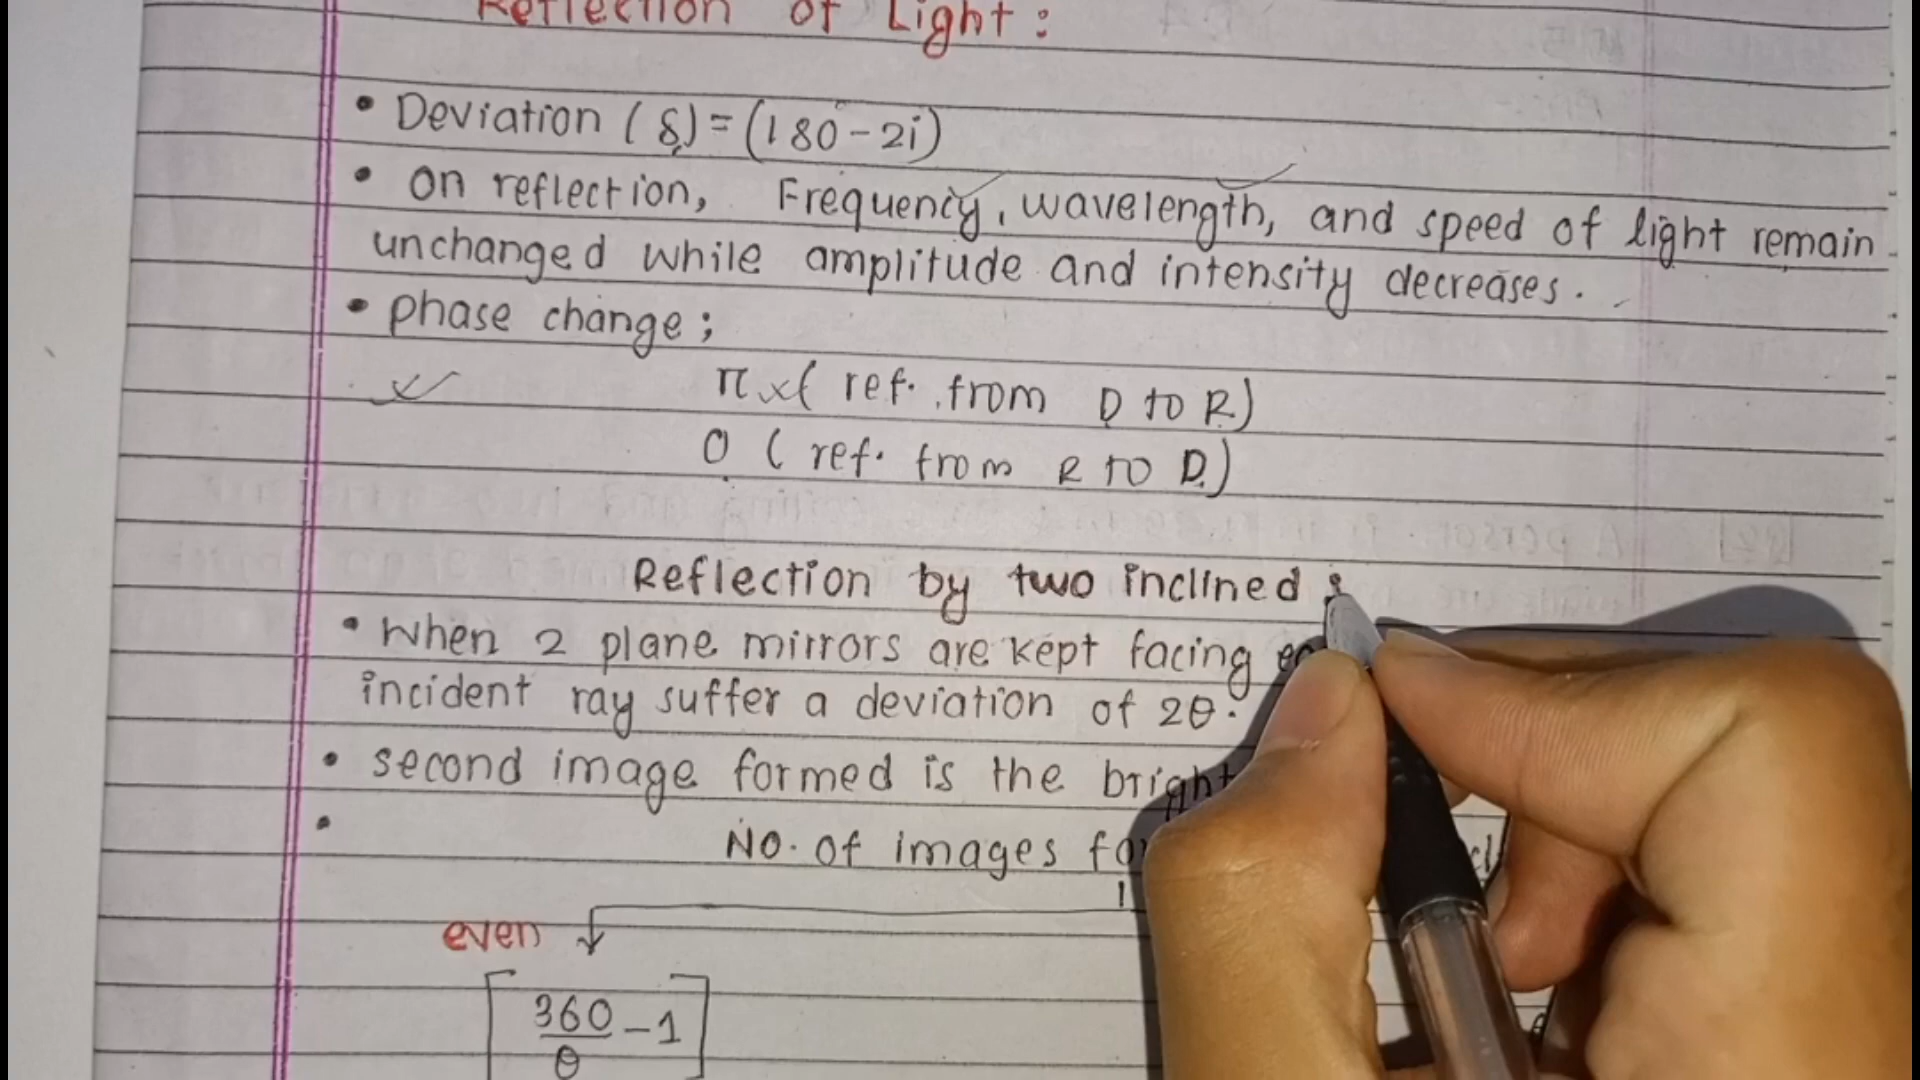 Reflection of Light:
• Deviation (δ) = (180° - 2i)
• on reflection, Frequency, wavelength, and speed of light remain
unchanged while amplitude and intensity decreases.
• phase change;
π (ref. from D to R)
0 (ref. from R to D)
Reflection by two inclined
• When 2 plane mirrors are kept facing
incident ray suffer a deviation of 2θ.
• second image formed is the
• No. of images
even
[360/θ - 1]